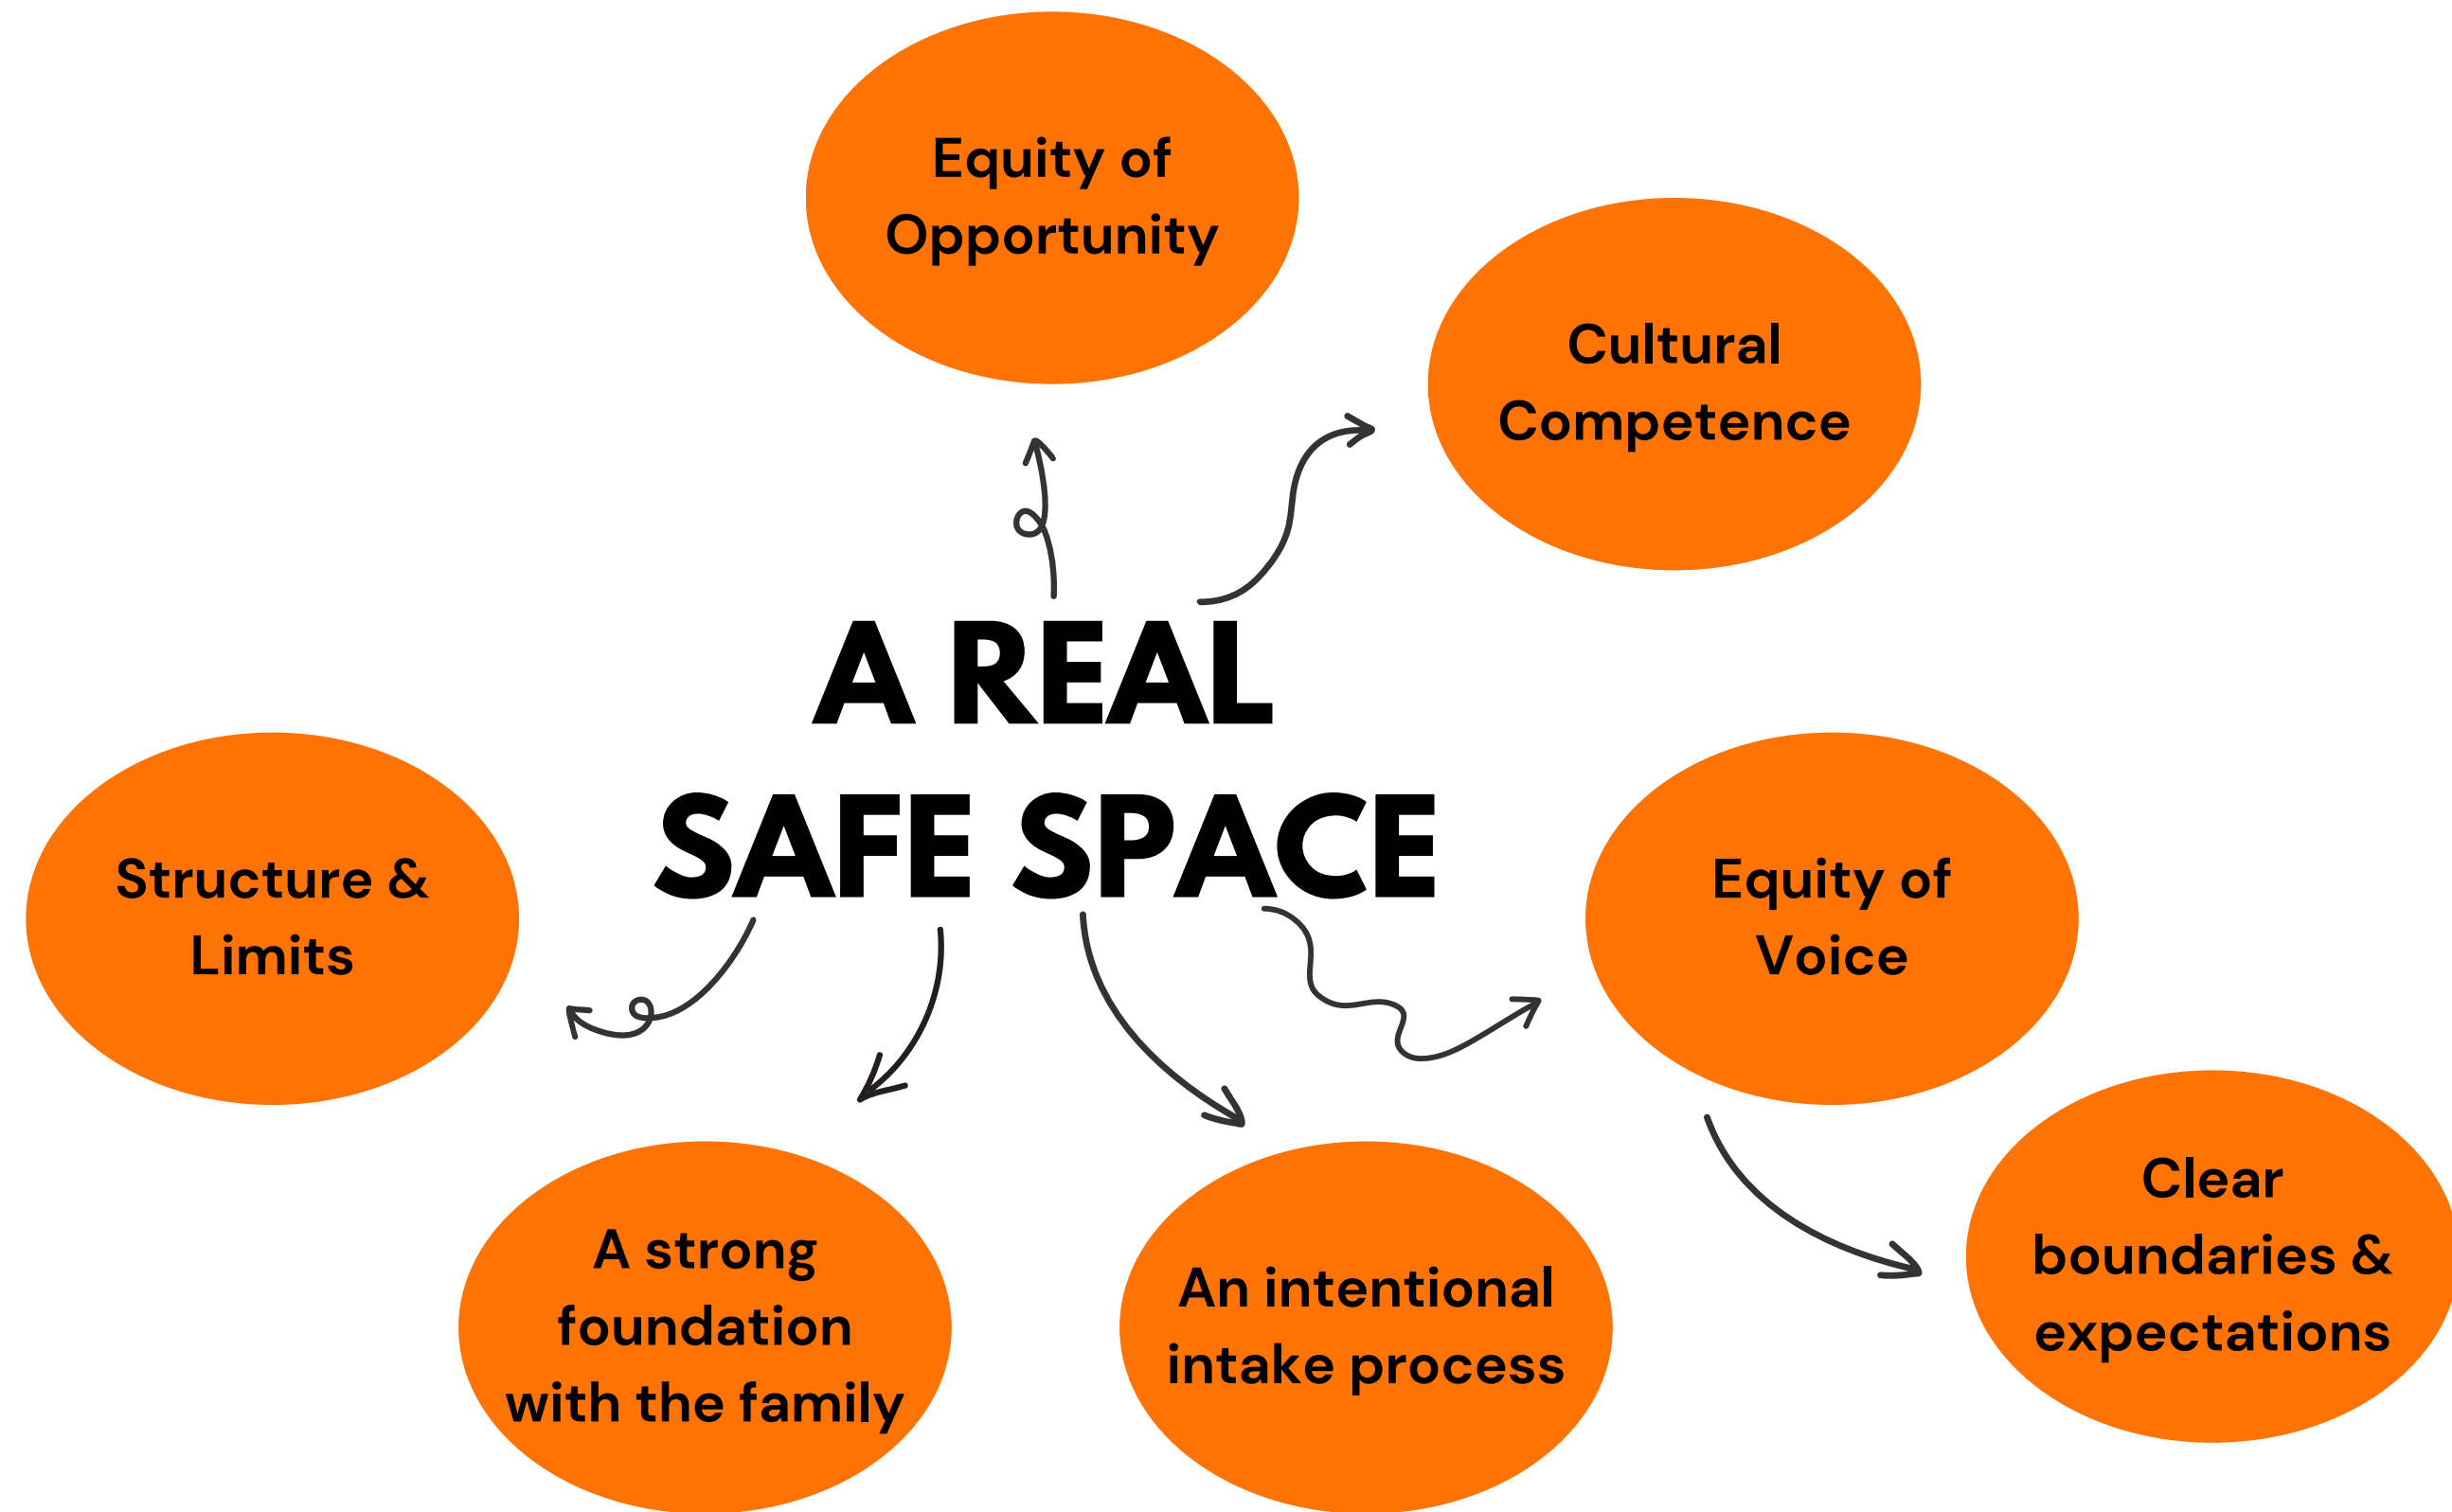 Equity of
Opportunity
Cultural
Competence
A REAL
SAFE SPACE
Structure &
Limits
Equity of
Voice
A strong
foundation
with the family
An intentional
intake process
Clear
boundaries &
expectations